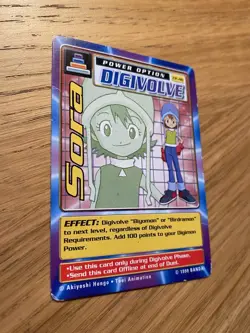 POWER OPTION
DIGIVOLVE
Sora
EFFECT: Digivolve "Biyomon" or "Birdramon"
to next level, regardless of Digivolve
Requirements. Add 100 points to your Digimon
Power.
•Use this card only during Digivolve Phase.
•Send this card Offline at end of Duel.
Akiyoshi Hongo • Toei Animation
© 1999 BANDAI